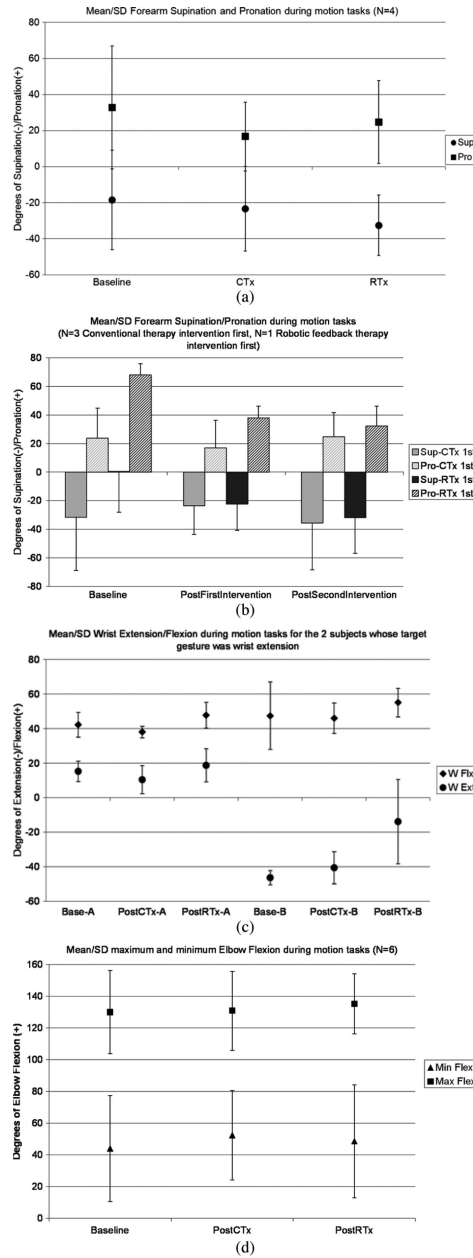 Mean/SD Forearm Supination and Pronation during motion tasks (N=4)
Degrees of Supination(-)/Pronation(+)
80
60
40
20
0
-20
-40
-60
Baseline
CTx
RTx
Sup
Pro
(a)
Mean/SD Forearm Supination/Pronation during motion tasks
(N=3 Conventional therapy intervention first, N=1 Robotic feedback therapy
intervention first)
Degrees of Supination(-)/Pronation(+)
80
60
40
20
0
-20
-40
-60
-80
Baseline
PostFirstIntervention
PostSecondIntervention
Sup-CTx 1st
Pro-CTx 1st
Sup-RTx 1st
Pro-RTx 1st
(b)
Mean/SD Wrist Extension/Flexion during motion tasks for the 2 subjects whose target
gesture was wrist extension
Degrees of Extension(-)/Flexion(+)
80
60
40
20
0
-20
-40
-60
Base-A
PostCTx-A
PostRTx-A
Base-B
PostCTx-B
PostRTx-B
W Flx
W Ext
(c)
Mean/SD maximum and minimum Elbow Flexion during motion tasks (N=6)
Degrees of Elbow Flexion (+)
160
140
120
100
80
60
40
20
0
Baseline
PostCTx
PostRTx
Min Flex
Max Flex
(d)